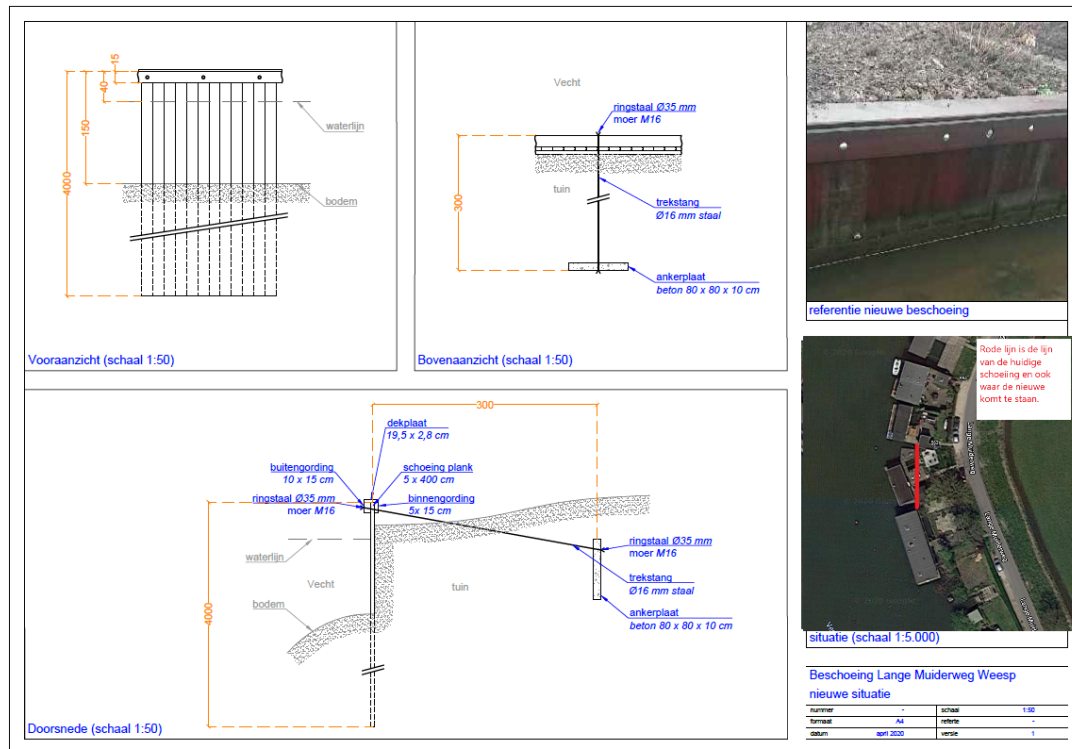 15
40
150
4000
waterlijn
bodem
Vooraanzicht (schaal 1:50)
Vecht
ringstaal Ø35 mm
moer M16
300
tuin
trekstang
Ø16 mm staal
ankerplaat
beton 80 x 80 x 10 cm
Bovenaanzicht (schaal 1:50)
referentie nieuwe beschoeing
Rode lijn is de lijn
van de huidige
schoeiing en ook
waar de nieuwe
komt te staan.
Lange Muiderweg
Lange Muiderweg
situatie (schaal 1:5.000)
300
dekplaat
19,5 x 2,8 cm
buitengording
10 x 15 cm
schoeing plank
5 x 400 cm
ringstaal Ø35 mm
moer M16
binnengording
5x 15 cm
waterlijn
Vecht
bodem
tuin
4000
ringstaal Ø35 mm
moer M16
trekstang
Ø16 mm staal
ankerplaat
beton 80 x 80 x 10 cm
Doorsnede (schaal 1:50)
Beschoeing Lange Muiderweg Weesp
nieuwe situatie
nummer - schaal 1:50
formaat A4 referte -
datum april 2020 versie 1